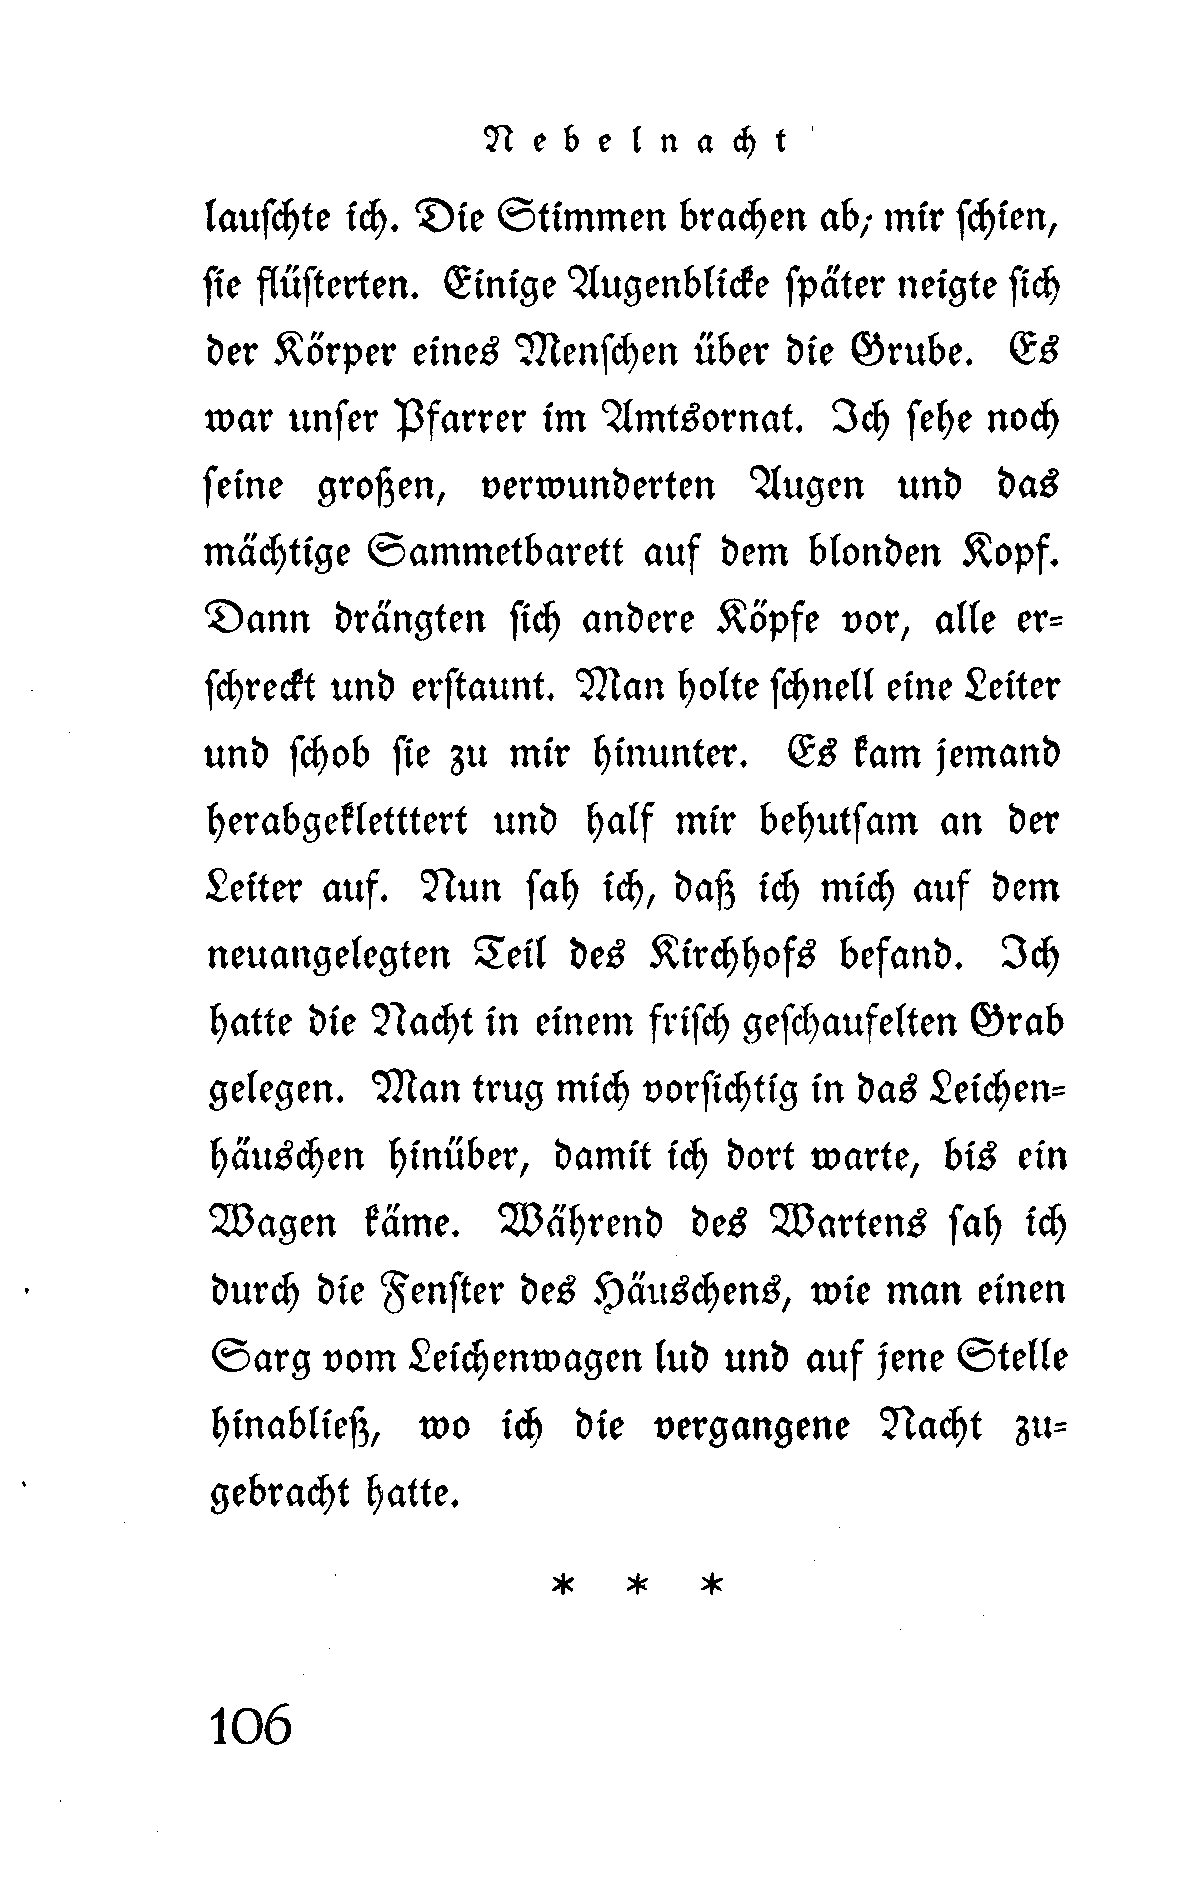 Nebelnacht
lauschte ich. Die Stimmen brachen ab; mir schien,
sie flüsterten. Einige Augenblicke später neigte sich
der Körper eines Menschen über die Grube. Es
war unser Pfarrer im Amtsornat. Ich sehe noch
seine großen, verwunderten Augen und das
mächtige Sammetbarett auf dem blonden Kopf.
Dann drängten sich andere Köpfe vor, alle er-
schreckt und erstaunt. Man holte schnell eine Leiter
und schob sie zu mir hinunter. Es kam jemand
herabgekletttert und half mir behutsam an der
Leiter auf. Nun sah ich, daß ich mich auf dem
neuangelegten Teil des Kirchhofs befand. Ich
hatte die Nacht in einem frisch geschaufelten Grab
gelegen. Man trug mich vorsichtig in das Leichen-
häuschen hinüber, damit ich dort warte, bis ein
Wagen käme. Während des Wartens sah ich
durch die Fenster des Häuschens, wie man einen
Sarg vom Leichenwagen lud und auf jene Stelle
hinabließ, wo ich die vergangene Nacht zu-
gebracht hatte.
* * *
106